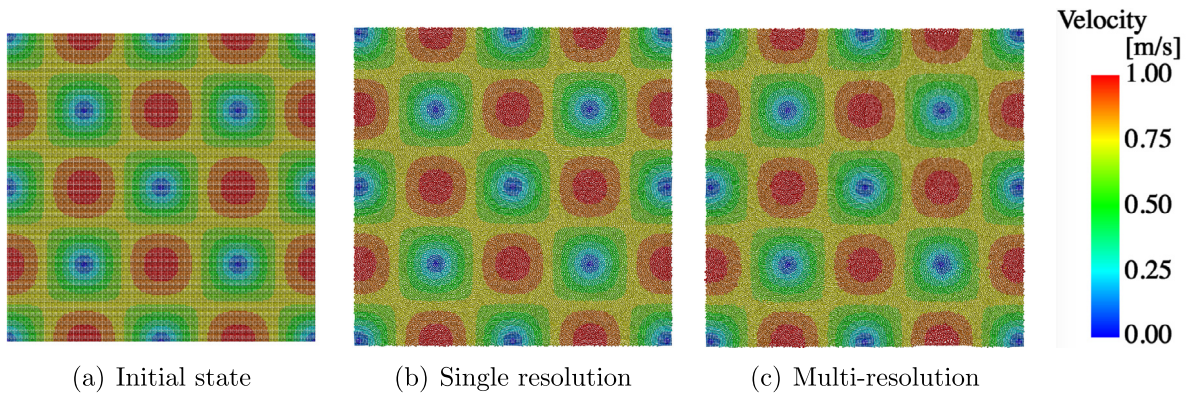 Velocity
[m/s]
1.00
0.75
0.50
0.25
0.00
(a) Initial state
(b) Single resolution
(c) Multi-resolution